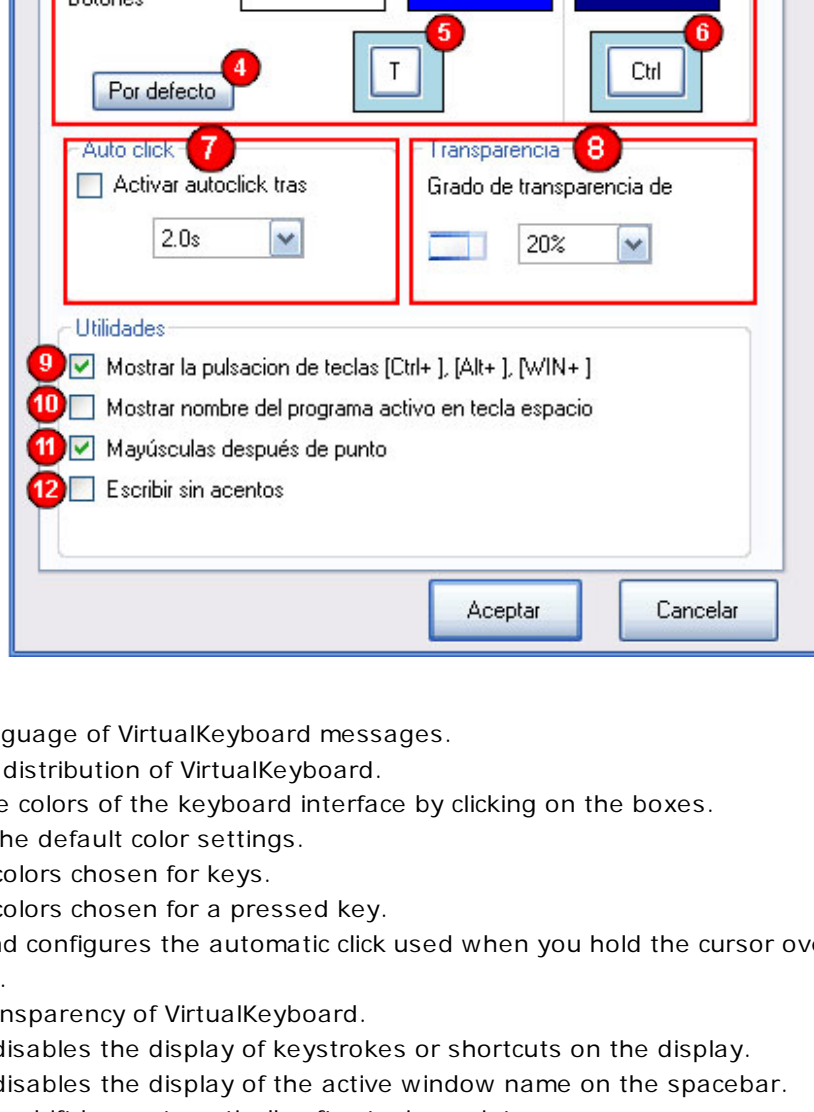 Botones
5
6
4
T
Ctrl
Por defecto
Auto click 7
Activar autoclick tras
2.0s
Transparencia 8
Grado de transparencia de
20%
Utilidades
9 Mostrar la pulsacion de teclas [Ctrl+ ], [Alt+ ], [WIN+ ]
10 Mostrar nombre del programa activo en tecla espacio
11 Mayúsculas después de punto
12 Escribir sin acentos
Aceptar
Cancelar
guage of VirtualKeyboard messages.
distribution of VirtualKeyboard.
e colors of the keyboard interface by clicking on the boxes.
he default color settings.
colors chosen for keys.
colors chosen for a pressed key.
nd configures the automatic click used when you hold the cursor ov
.
nsparency of VirtualKeyboard.
disables the display of keystrokes or shortcuts on the display.
disables the display of the active window name on the spacebar.